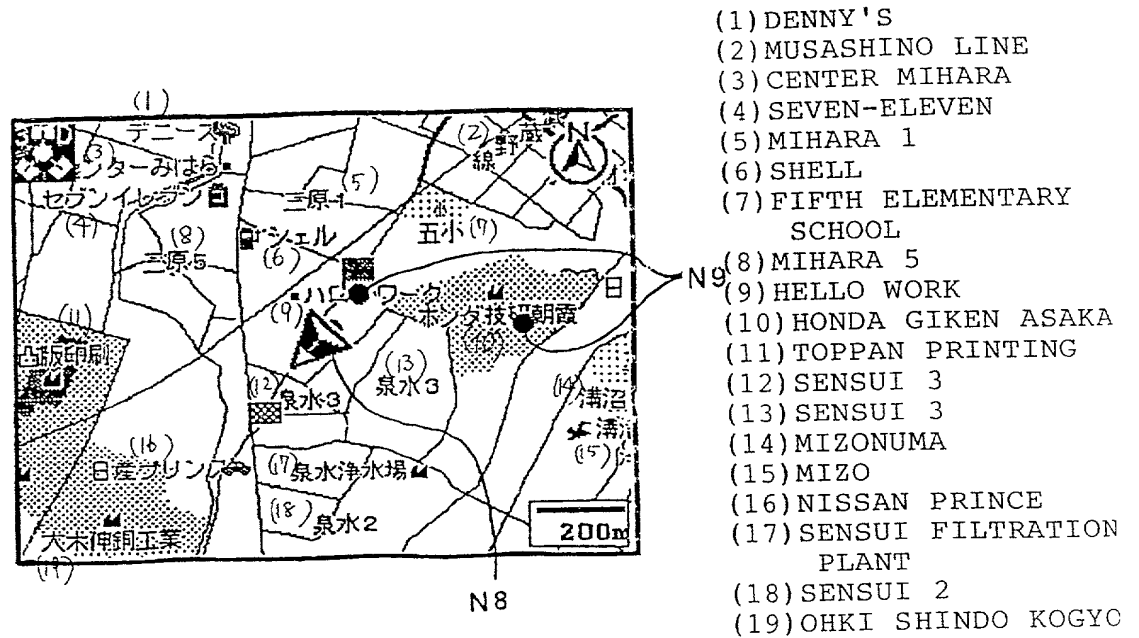 (1)
デニーズ
(2)
線
野
蔵
武
N
(3)
ンターみはら
(5)
セブンイレブン
三原1
(4)
(8)
シェル
五小
(7)
三原5
(6)
ハローワーク
日
(9)
ホンダ技研朝霞
(10)
(11)
凸版印刷
(13)
(12)
泉水3
泉水3
(14)
溝沼
溝
(15)
(16)
日産プリンス
(17)
泉水浄水場
(18)
泉水2
200m
大木伸銅工業
(19)
N8
N9
(1)DENNY'S
(2)MUSASHINO LINE
(3)CENTER MIHARA
(4)SEVEN-ELEVEN
(5)MIHARA 1
(6)SHELL
(7)FIFTH ELEMENTARY
SCHOOL
(8)MIHARA 5
(9)HELLO WORK
(10)HONDA GIKEN ASAKA
(11)TOPPAN PRINTING
(12)SENSUI 3
(13)SENSUI 3
(14)MIZONUMA
(15)MIZO
(16)NISSAN PRINCE
(17)SENSUI FILTRATION
PLANT
(18)SENSUI 2
(19)OHKI SHINDO KOGYO